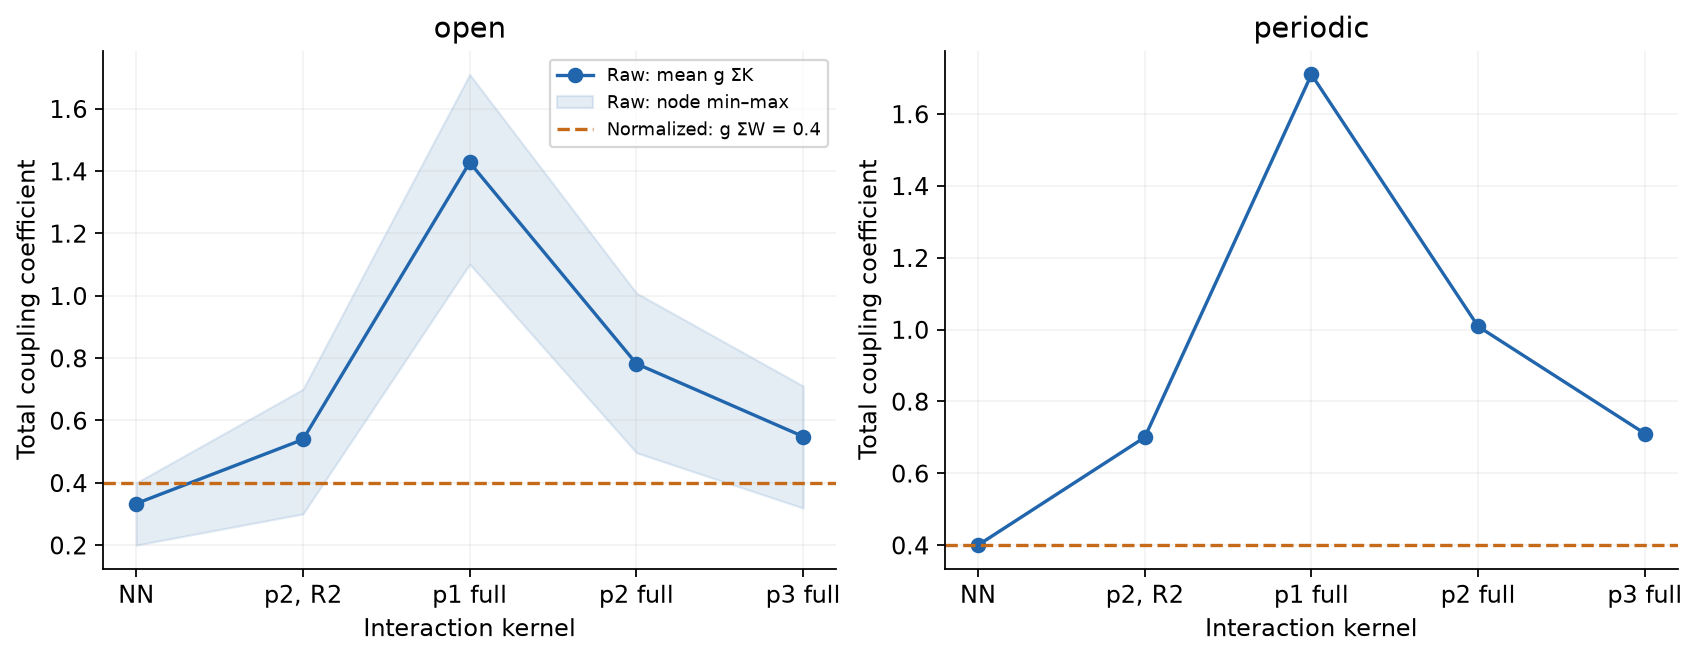 open
Total coupling coefficient
1.6
1.4
1.2
1.0
0.8
0.6
0.4
0.2
Raw: mean g ΣK
Raw: node min–max
Normalized: g ΣW = 0.4
NN
p2, R2
p1 full
p2 full
p3 full
Interaction kernel
periodic
Total coupling coefficient
1.6
1.4
1.2
1.0
0.8
0.6
0.4
NN
p2, R2
p1 full
p2 full
p3 full
Interaction kernel